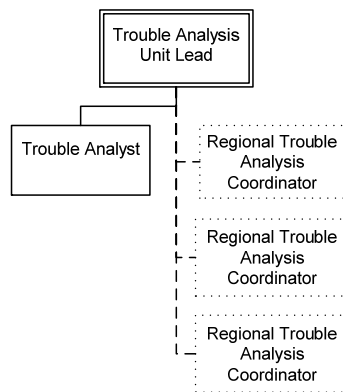 Trouble Analysis
Unit Lead
Trouble Analyst
Regional Trouble
Analysis
Coordinator
Regional Trouble
Analysis
Coordinator
Regional Trouble
Analysis
Coordinator